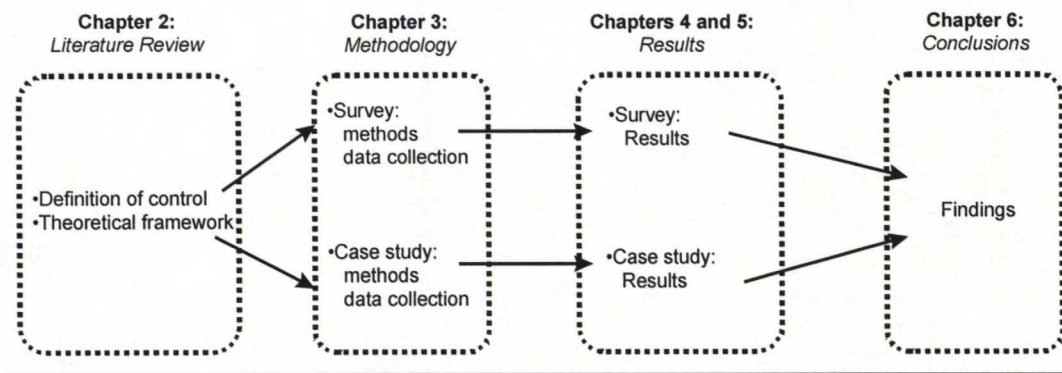 Chapter 2:
Literature Review
•Definition of control
•Theoretical framework
Chapter 3:
Methodology
•Survey:
methods
data collection
•Case study:
methods
data collection
Chapters 4 and 5:
Results
•Survey:
Results
•Case study:
Results
Chapter 6:
Conclusions
Findings